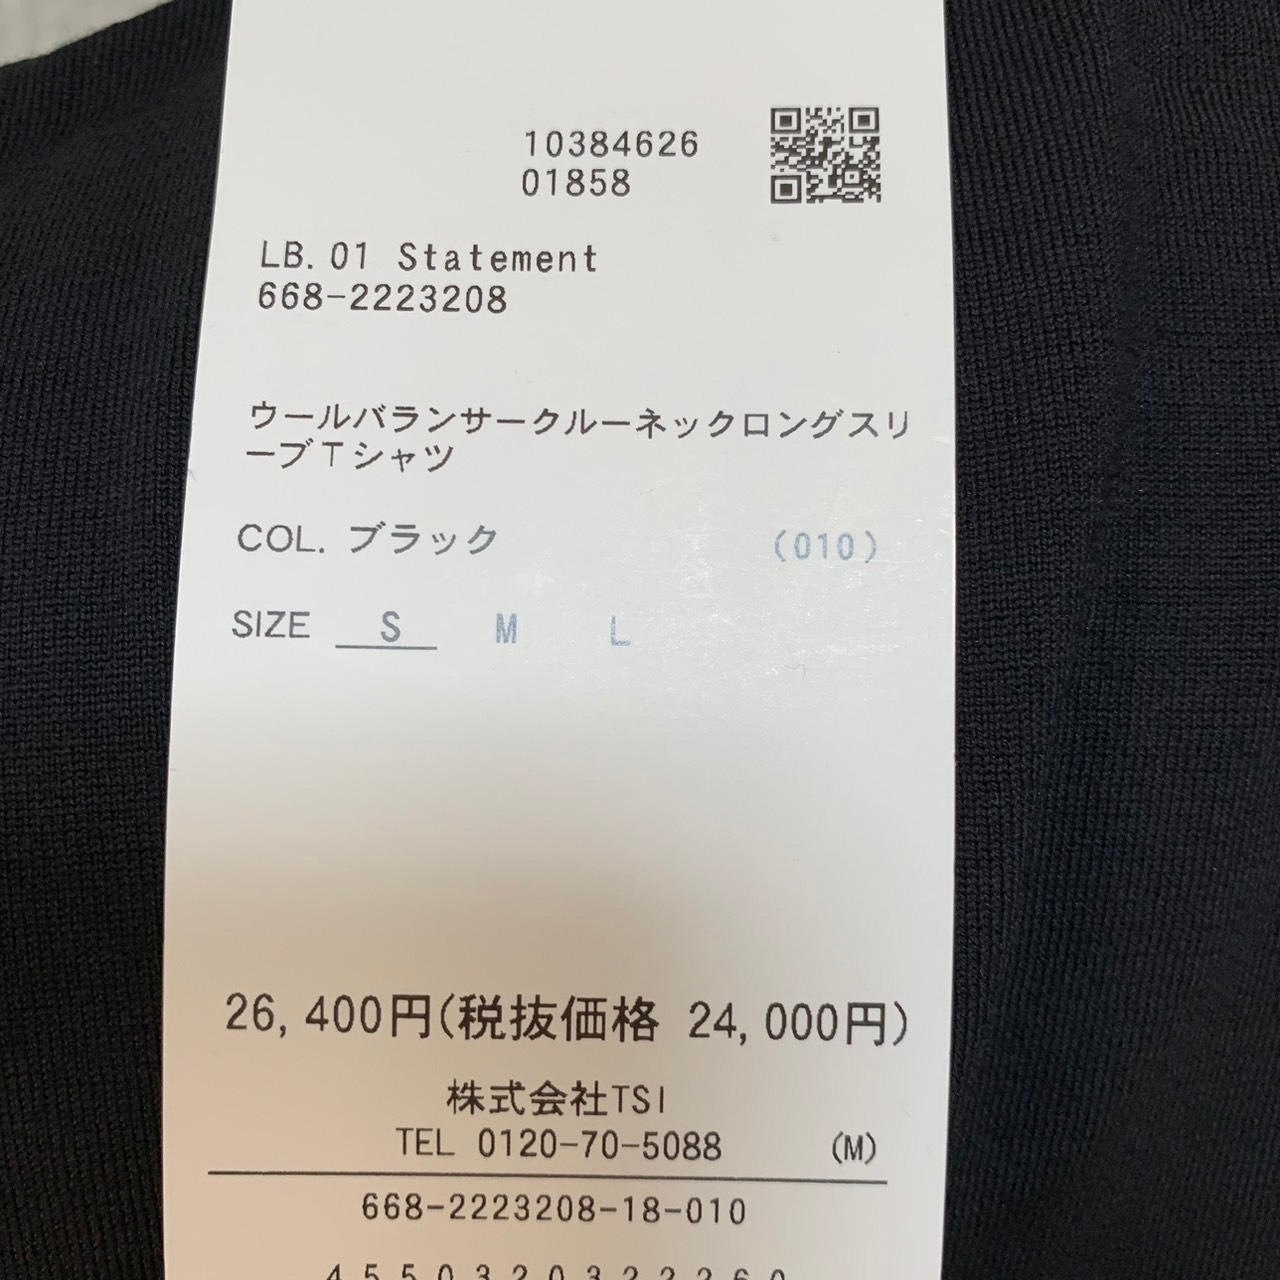 10384626
01858
LB.01 Statement
668-2223208
ウールバランサークルーネックロングスリ
ーブTシャツ
COL. ブラック (010)
SIZE S M L
26,400円(税抜価格 24,000円)
株式会社TSI
TEL 0120-70-5088 (M)
668-2223208-18-010